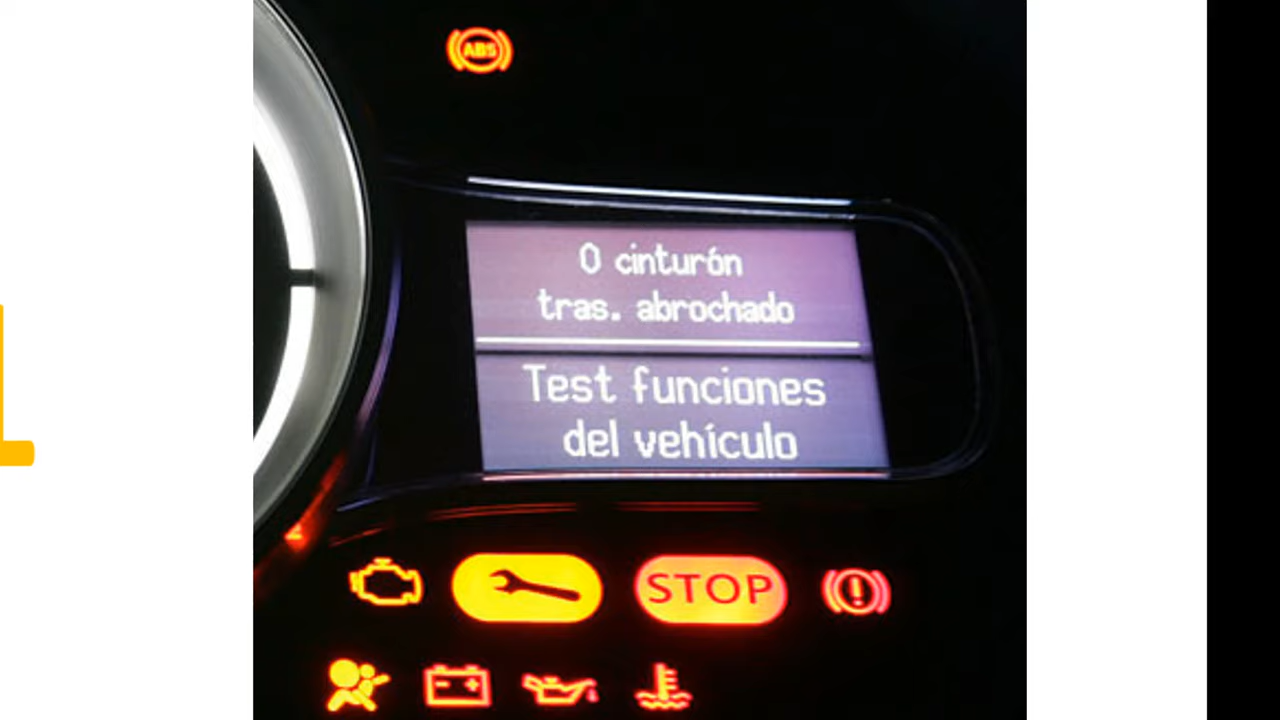 ABS
0 cinturón
tras. abrochado
Test funciones
del vehículo
STOP